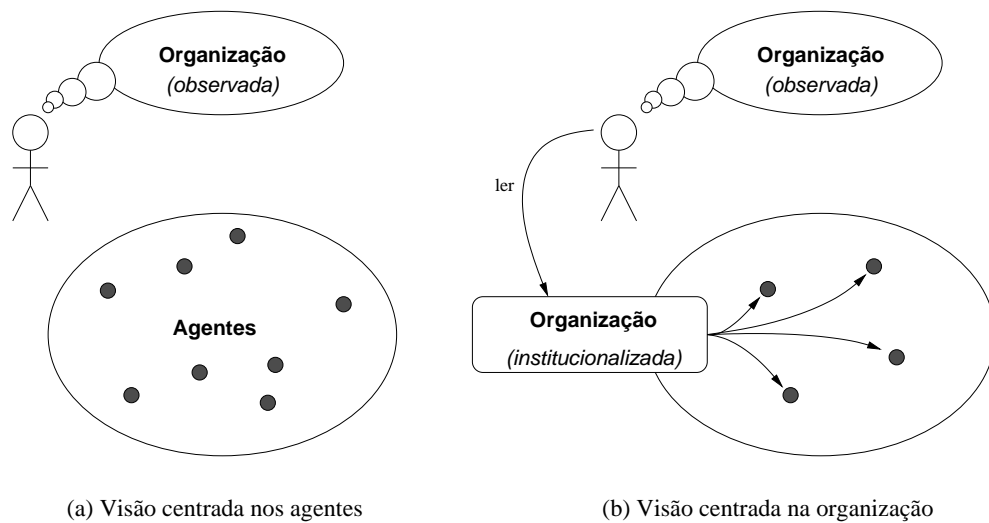 Organização
(observada)
Agentes
(a) Visão centrada nos agentes
Organização
(observada)
ler
Organização
(institucionalizada)
(b) Visão centrada na organização